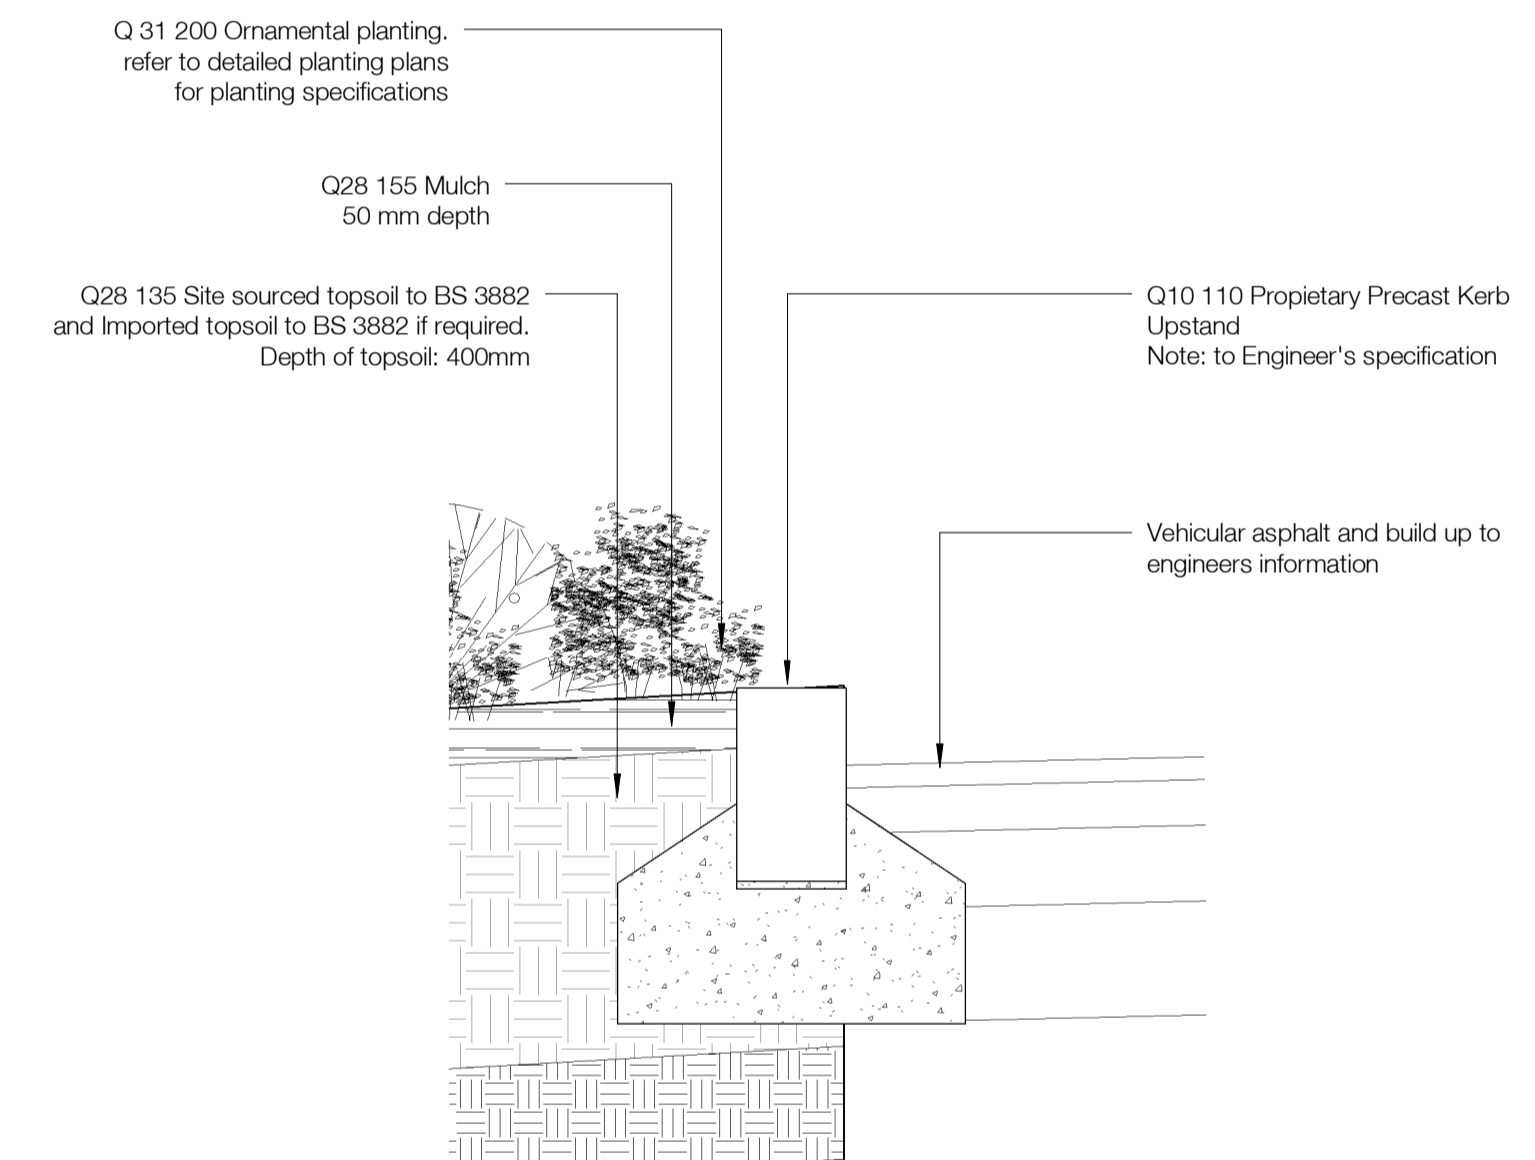 Q 31 200 Ornamental planting.
refer to detailed planting plans
for planting specifications
Q28 155 Mulch
50 mm depth
Q28 135 Site sourced topsoil to BS 3882
and Imported topsoil to BS 3882 if required.
Depth of topsoil: 400mm
Q10 110 Propietary Precast Kerb
Upstand
Note: to Engineer's specification
Vehicular asphalt and build up to
engineers information